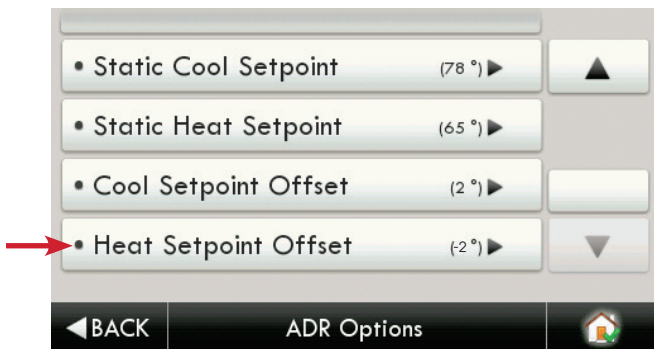 • Static Cool Setpoint (78 °) ▶
• Static Heat Setpoint (65 °) ▶
• Cool Setpoint Offset (2 °) ▶
• Heat Setpoint Offset (-2 °) ▶
◀BACK ADR Options